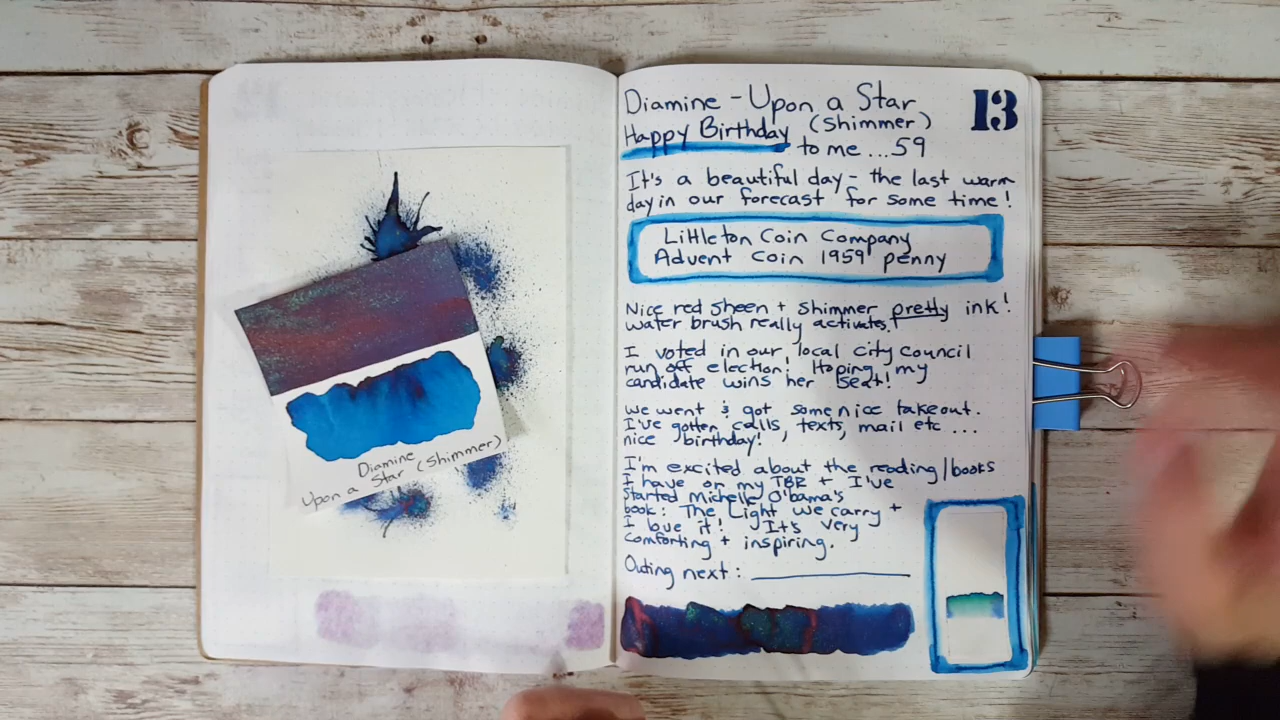 Diamine
Upon a Star (Shimmer)
Diamine - Upon a Star
13
Happy Birthday (Shimmer)
to me ... 59
It's a beautiful day - the last warm
day in our forecast for some time!
Littleton Coin Company
Advent Coin 1959 penny
Nice red sheen + shimmer pretty ink!
water brush really activates!
I voted in our local city council
run off election! Hoping my
candidate wins her seat!
We went & got some nice takeout.
I've gotten calls, texts, mail etc ...
nice birthday!
I'm excited about the reading/books
I have on my TBR + I've
started Michelle O'bama's
book: The Light we carry +
I love it! It's very
comforting + inspiring.
Outing next: